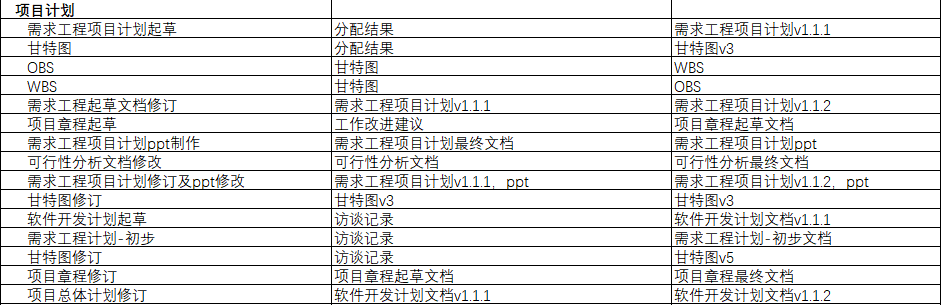 项目计划
需求工程项目计划起草 分配结果 需求工程项目计划v1.1.1
甘特图 分配结果 甘特图v3
OBS 甘特图 WBS
WBS 甘特图 OBS
需求工程起草文档修订 需求工程项目计划v1.1.1 需求工程项目计划v1.1.2
项目章程起草 工作改进建议 项目章程起草文档
需求工程项目计划ppt制作 需求工程项目计划最终文档 需求工程项目计划ppt
可行性分析文档修改 可行性分析文档 可行性分析最终文档
需求工程项目计划修订及ppt修改 需求工程项目计划v1.1.1，ppt 需求工程项目计划v1.1.2，ppt
甘特图修订 甘特图v3 甘特图v3
软件开发计划起草 访谈记录 软件开发计划文档v1.1.1
需求工程计划-初步 访谈记录 需求工程计划-初步文档
甘特图修订 访谈记录 甘特图v5
项目章程修订 项目章程起草文档 项目章程最终文档
项目总体计划修订 软件开发计划文档v1.1.1 软件开发计划文档v1.1.2